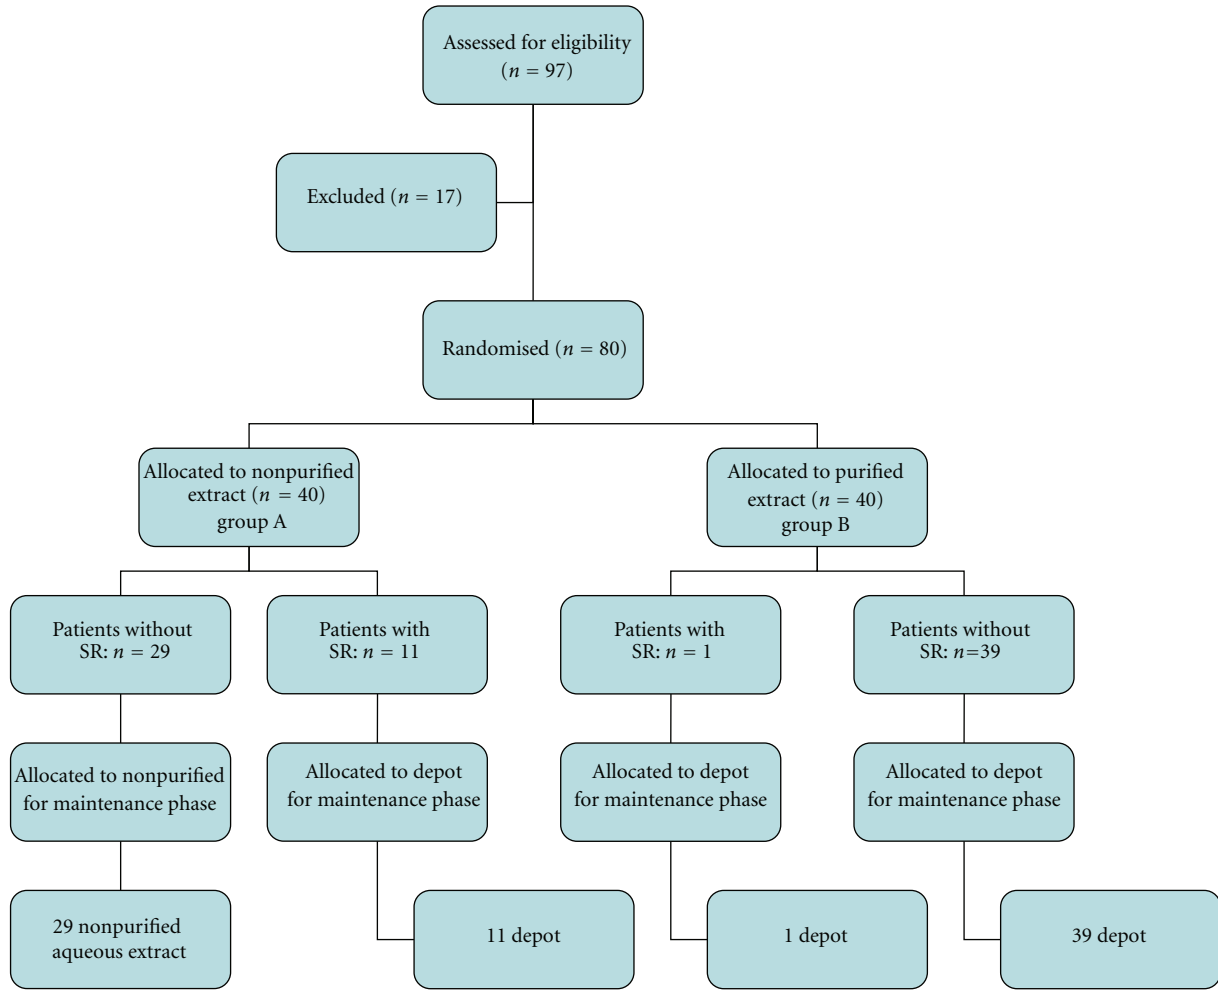 Assessed for eligibility
(n = 97)
Excluded (n = 17)
Randomised (n = 80)
Allocated to nonpurified
extract (n = 40)
group A
Allocated to purified
extract (n = 40)
group B
Patients without
SR: n = 29
Patients with
SR: n = 11
Patients with
SR: n = 1
Patients without
SR: n=39
Allocated to nonpurified
for maintenance phase
Allocated to depot
for maintenance phase
Allocated to depot
for maintenance phase
Allocated to depot
for maintenance phase
29 nonpurified
aqueous extract
11 depot
1 depot
39 depot